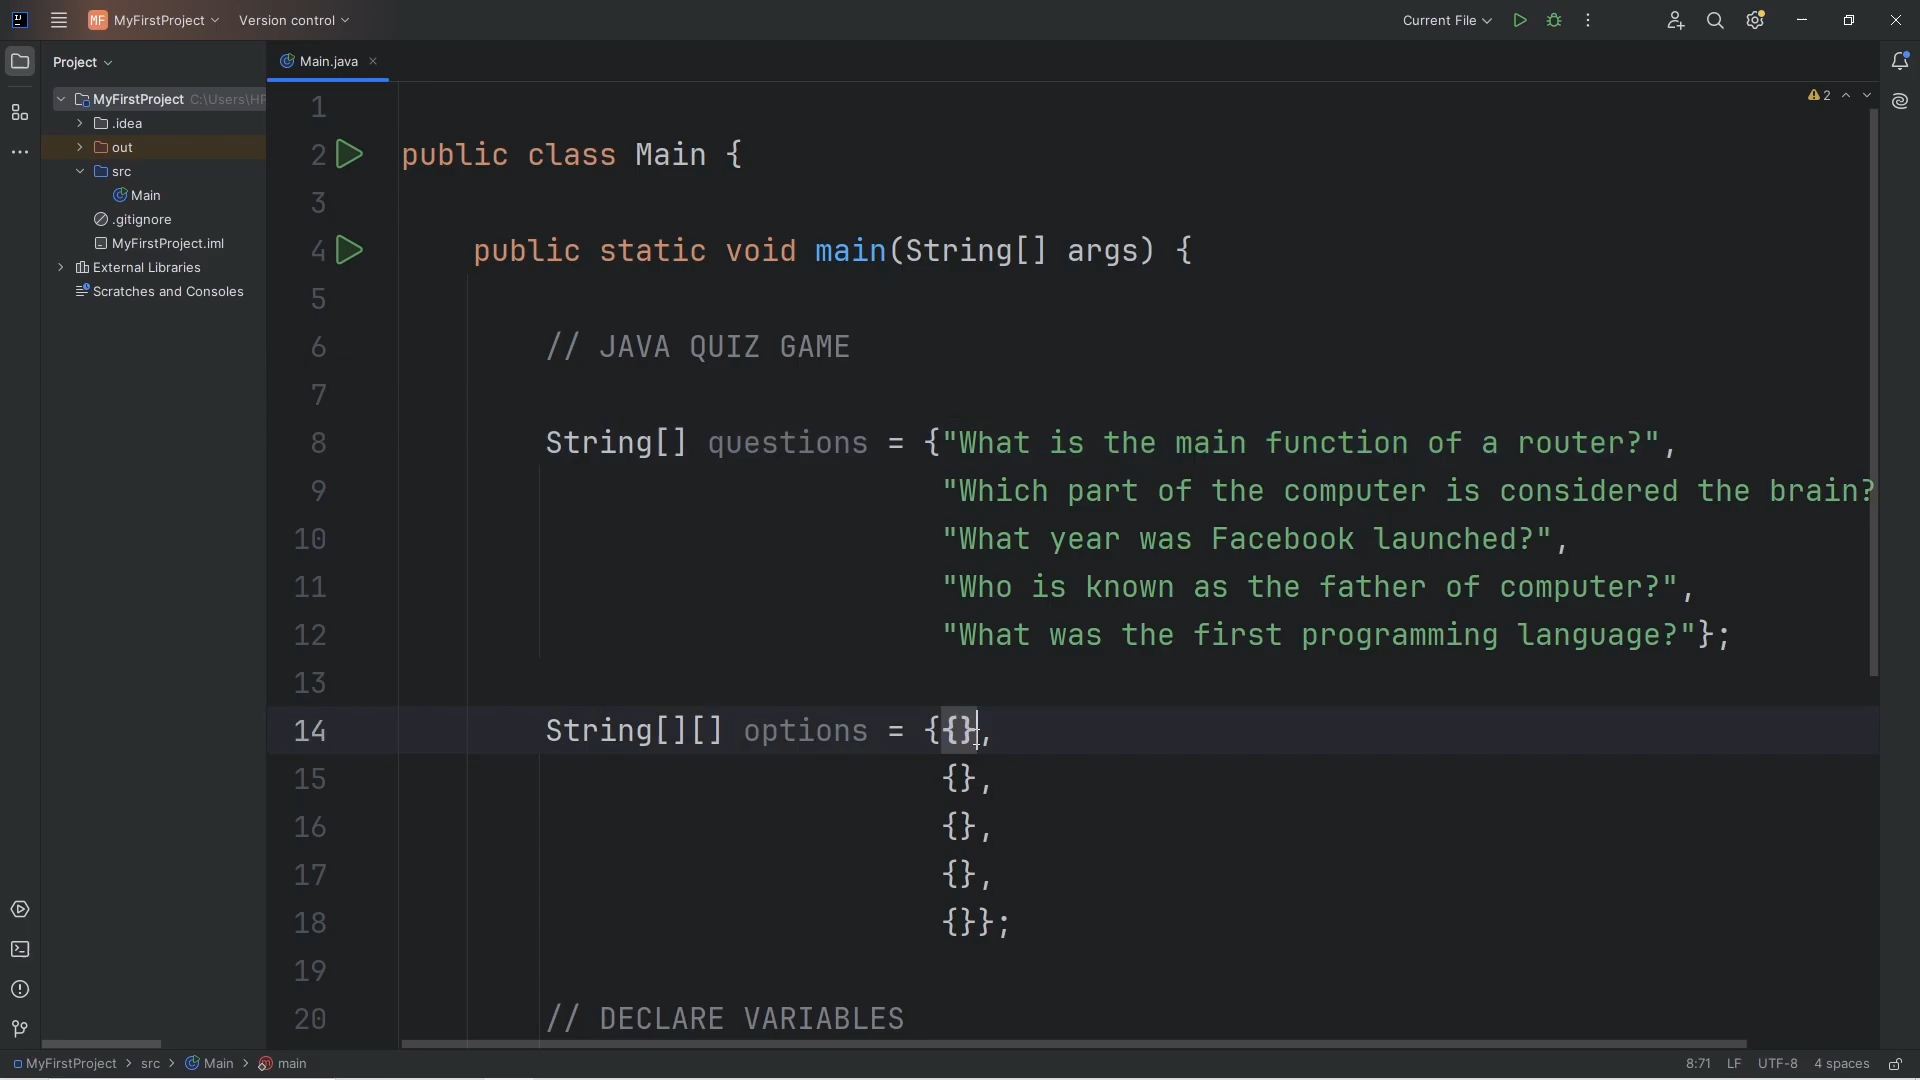 MF MyFirstProject Version control Current File
Project
Main.java
MyFirstProject C:\Users\HP
.idea
out
src
Main
.gitignore
MyFirstProject.iml
External Libraries
Scratches and Consoles
2
1
2 public class Main {
3
4 public static void main(String[] args) {
5
6 // JAVA QUIZ GAME
7
8 String[] questions = {"What is the main function of a router?",
9 "Which part of the computer is considered the brain?
10 "What year was Facebook launched?",
11 "Who is known as the father of computer?",
12 "What was the first programming language?"};
13
14 String[][] options = {{},
15 {},
16 {},
17 {},
18 {}};
19
20 // DECLARE VARIABLES
MyFirstProject > src > Main > main 8:71 LF UTF-8 4 spaces